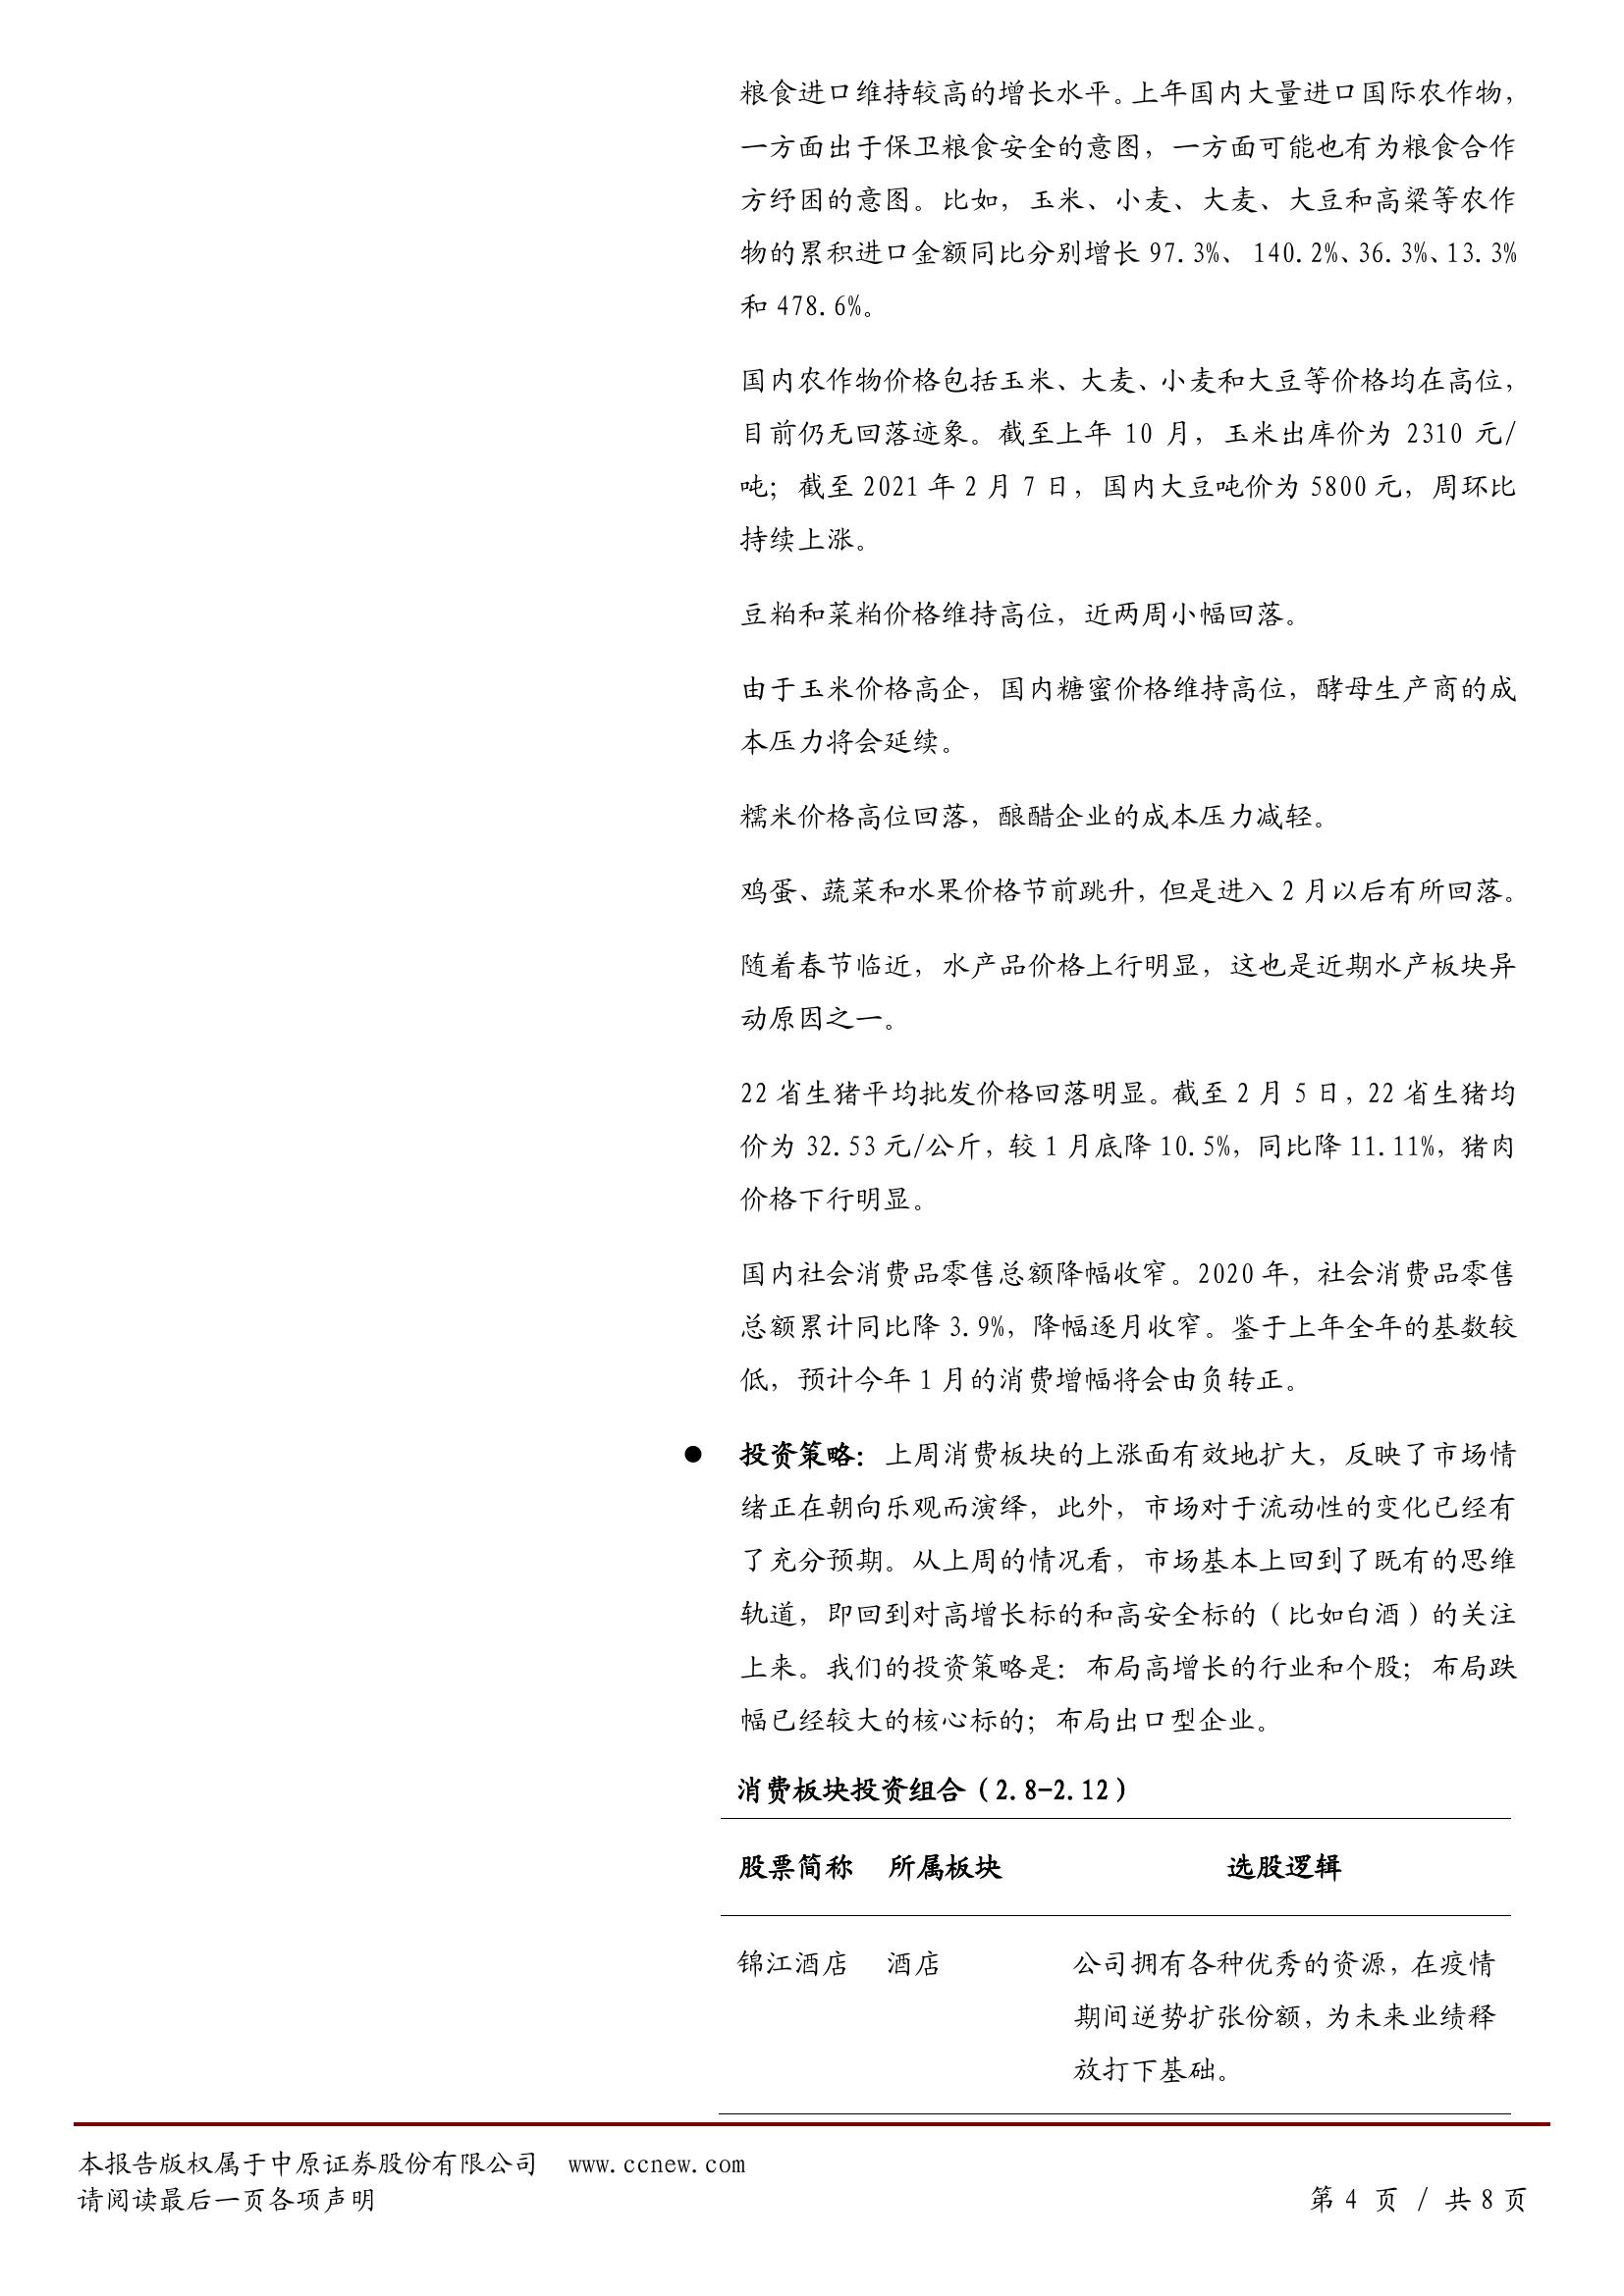 粮食进口维持较高的增长水平。上年国内大量进口国际农作物，
一方面出于保卫粮食安全的意图，一方面可能也有为粮食合作
方纾困的意图。比如，玉米、小麦、大麦、大豆和高粱等农作
物的累积进口金额同比分别增长 97.3%、 140.2%、36.3%、13.3%
和 478.6%。
国内农作物价格包括玉米、大麦、小麦和大豆等价格均在高位，
目前仍无回落迹象。截至上年 10 月，玉米出库价为 2310 元/
吨；截至 2021 年 2 月 7 日，国内大豆吨价为 5800 元，周环比
持续上涨。
豆粕和菜粕价格维持高位，近两周小幅回落。
由于玉米价格高企，国内糖蜜价格维持高位，酵母生产商的成
本压力将会延续。
糯米价格高位回落，酿醋企业的成本压力减轻。
鸡蛋、蔬菜和水果价格节前跳升，但是进入 2 月以后有所回落。
随着春节临近，水产品价格上行明显，这也是近期水产板块异
动原因之一。
22 省生猪平均批发价格回落明显。截至 2 月 5 日，22 省生猪均
价为 32.53 元/公斤，较 1 月底降 10.5%，同比降 11.11%，猪肉
价格下行明显。
国内社会消费品零售总额降幅收窄。2020 年，社会消费品零售
总额累计同比降 3.9%，降幅逐月收窄。鉴于上年全年的基数较
低，预计今年 1 月的消费增幅将会由负转正。
● 投资策略：上周消费板块的上涨面有效地扩大，反映了市场情
绪正在朝向乐观而演绎，此外，市场对于流动性的变化已经有
了充分预期。从上周的情况看，市场基本上回到了既有的思维
轨道，即回到对高增长标的和高安全标的（比如白酒）的关注
上来。我们的投资策略是：布局高增长的行业和个股；布局跌
幅已经较大的核心标的；布局出口型企业。
消费板块投资组合（2.8-2.12）
股票简称 所属板块 选股逻辑
锦江酒店 酒店 公司拥有各种优秀的资源，在疫情
期间逆势扩张份额，为未来业绩释
放打下基础。
本报告版权属于中原证券股份有限公司 www.ccnew.com
请阅读最后一页各项声明 第 4 页 / 共 8 页